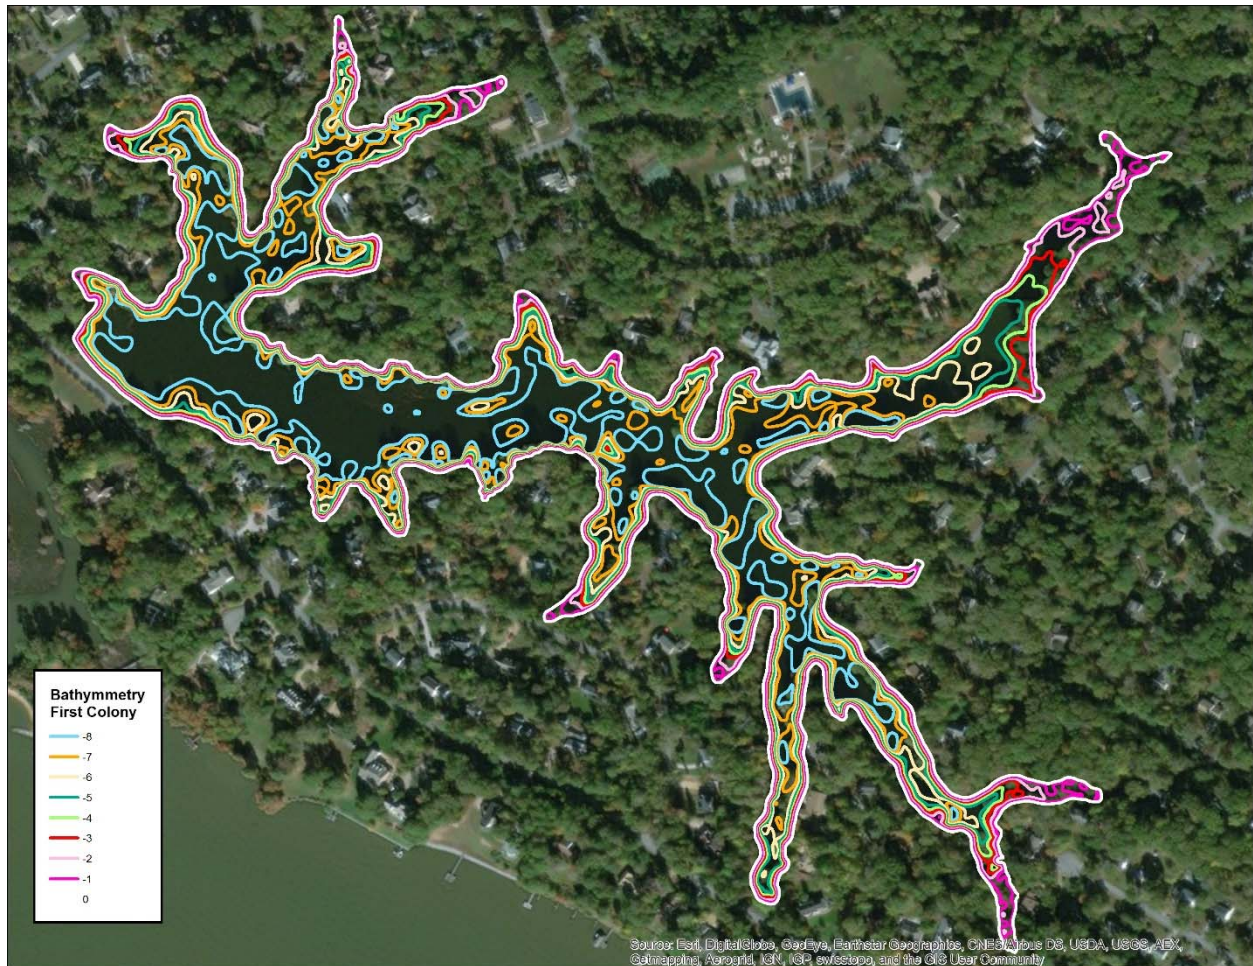 Bathymmetry
First Colony
-8
-7
-6
-5
-4
-3
-2
-1
0
Source: Esri, DigitalGlobe, GeoEye, Earthstar Geographics, CNES/Airbus DS, USDA, USGS, AEX,
Getmapping, Aerogrid, IGN, IGP, swisstopo, and the GIS User Community